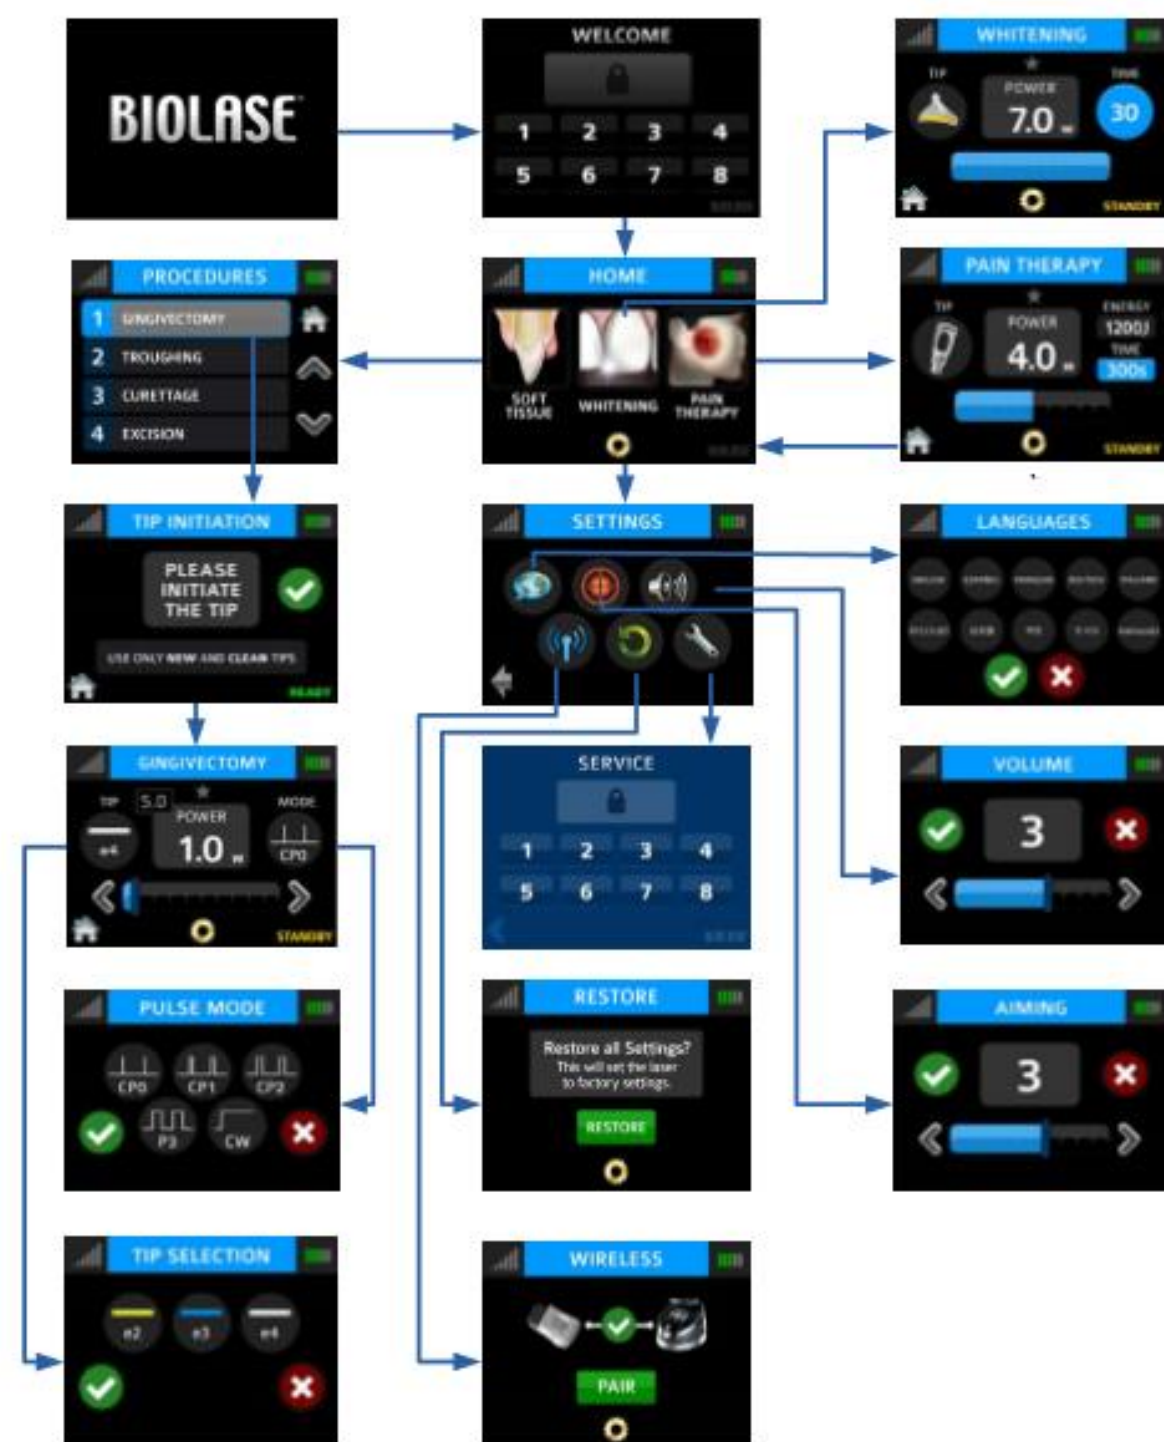 BIOLASE
WELCOME
1 2 3 4
5 6 7 8
WHITENING
TIP
POWER
7.0 W
TIME
30
STANDBY
PROCEDURES
1 GINGIVECTOMY
2 TROUGHING
3 CURETTAGE
4 EXCISION
HOME
SOFT
TISSUE
WHITENING
PAIN
THERAPY
PAIN THERAPY
TIP
POWER
4.0 W
ENERGY
1200J
TIME
300s
STANDBY
TIP INITIATION
PLEASE
INITIATE
THE TIP
USE ONLY NEW AND CLEAN TIPS
READY
SETTINGS
LANGUAGES
GINGIVECTOMY
TIP
5.0
POWER
MODE
e4
1.0 W
CP0
STANDBY
SERVICE
1 2 3 4
5 6 7 8
VOLUME
3
PULSE MODE
CP0 CP1 CP2
P3 CW
RESTORE
Restore all Settings?
This will set the laser
to factory settings.
RESTORE
AIMING
3
TIP SELECTION
e2 e3 e4
WIRELESS
PAIR